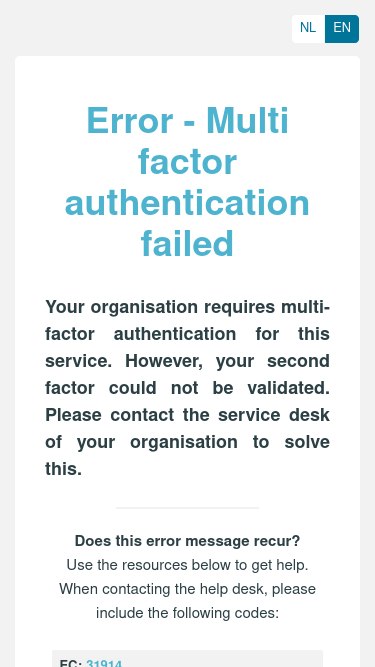 NL EN
Error - Multi
factor
authentication
failed
Your organisation requires multi-
factor authentication for this
service. However, your second
factor could not be validated.
Please contact the service desk
of your organisation to solve
this.
Does this error message recur?
Use the resources below to get help.
When contacting the help desk, please
include the following codes:
EC: 31914